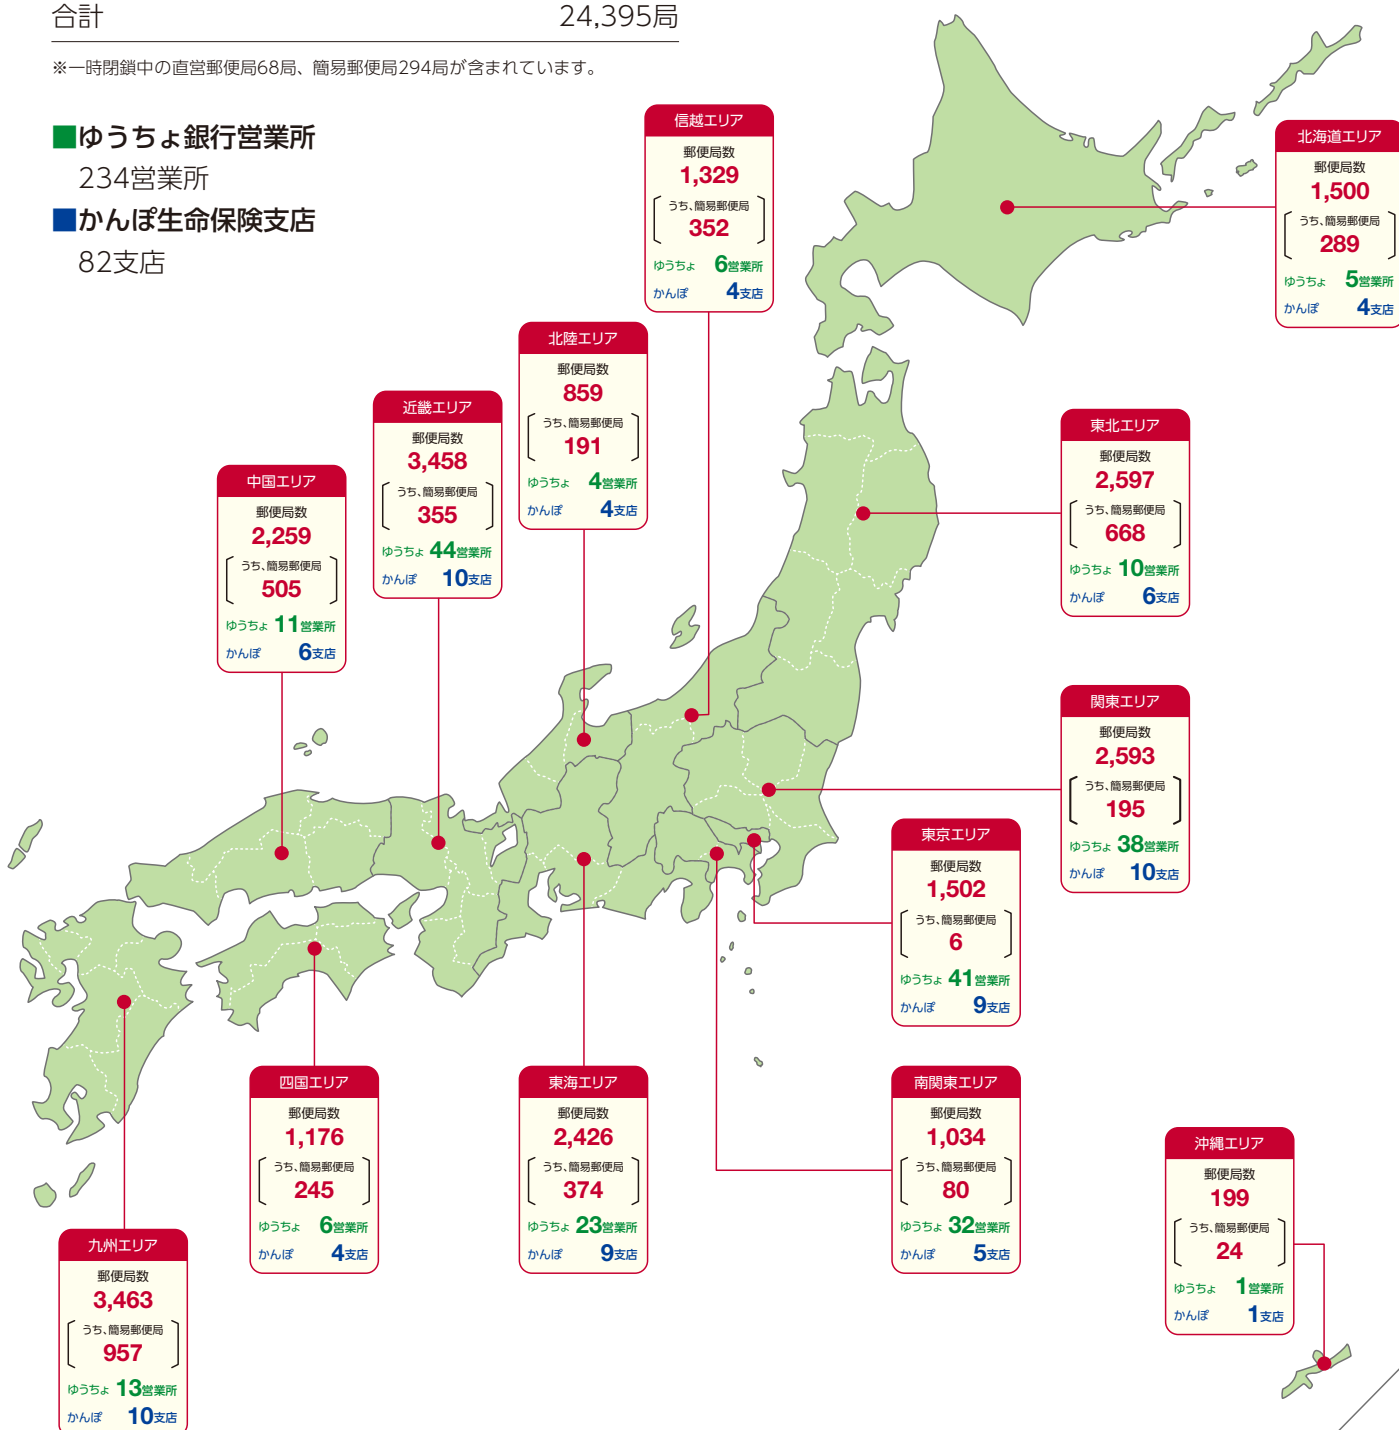 合計 24,395局
※一時閉鎖中の直営郵便局68局、簡易郵便局294局が含まれています。
■ゆうちょ銀行営業所
234営業所
■かんぽ生命保険支店
82支店
信越エリア
郵便局数
1,329
うち、簡易郵便局
352
ゆうちょ 6営業所
かんぽ 4支店
北海道エリア
郵便局数
1,500
うち、簡易郵便局
289
ゆうちょ 5営業所
かんぽ 4支店
北陸エリア
郵便局数
859
うち、簡易郵便局
191
ゆうちょ 4営業所
かんぽ 4支店
近畿エリア
郵便局数
3,458
うち、簡易郵便局
355
ゆうちょ 44営業所
かんぽ 10支店
東北エリア
郵便局数
2,597
うち、簡易郵便局
668
ゆうちょ 10営業所
かんぽ 6支店
中国エリア
郵便局数
2,259
うち、簡易郵便局
505
ゆうちょ 11営業所
かんぽ 6支店
関東エリア
郵便局数
2,593
うち、簡易郵便局
195
ゆうちょ 38営業所
かんぽ 10支店
東京エリア
郵便局数
1,502
うち、簡易郵便局
6
ゆうちょ 41営業所
かんぽ 9支店
四国エリア
郵便局数
1,176
うち、簡易郵便局
245
ゆうちょ 6営業所
かんぽ 4支店
東海エリア
郵便局数
2,426
うち、簡易郵便局
374
ゆうちょ 23営業所
かんぽ 9支店
南関東エリア
郵便局数
1,034
うち、簡易郵便局
80
ゆうちょ 32営業所
かんぽ 5支店
沖縄エリア
郵便局数
199
うち、簡易郵便局
24
ゆうちょ 1営業所
かんぽ 1支店
九州エリア
郵便局数
3,463
うち、簡易郵便局
957
ゆうちょ 13営業所
かんぽ 10支店